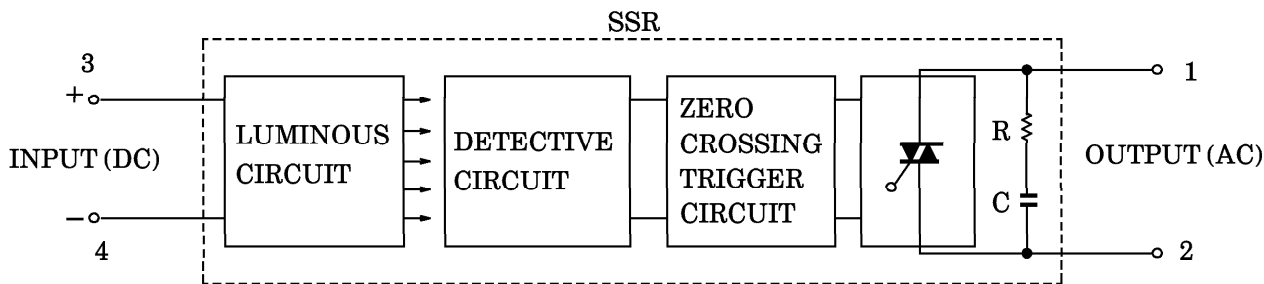 SSR
3
+
INPUT (DC)
−
4
LUMINOUS
CIRCUIT
DETECTIVE
CIRCUIT
ZERO
CROSSING
TRIGGER
CIRCUIT
R
C
1
OUTPUT (AC)
2